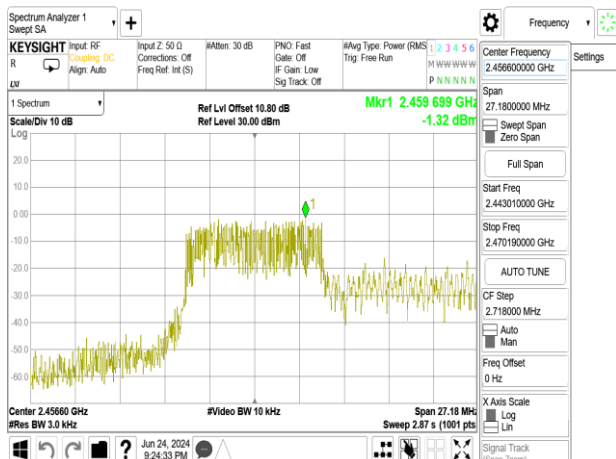 Spectrum Analyzer 1
Swept SA
+
Frequency
KEYSIGHT
R
LXI
Input: RF
Coupling: DC
Align: Auto
Input Z: 50 Ω
Corrections: Off
Freq Ref: Int (S)
#Atten: 30 dB
PNO: Fast
Gate: Off
IF Gain: Low
Sig Track: Off
#Avg Type: Power (RMS)
Trig: Free Run
1 2 3 4 5 6
M W W W W W
P N N N N N
Settings
1 Spectrum
Scale/Div 10 dB
Log
Ref Lvl Offset 10.80 dB
Ref Level 30.00 dBm
Mkr1 2.459 699 GHz
-1.32 dBm
20.0
10.0
0.00
-10.0
-20.0
-30.0
-40.0
-50.0
-60.0
1
Center 2.45660 GHz
#Res BW 3.0 kHz
#Video BW 10 kHz
Span 27.18 MHz
Sweep 2.87 s (1001 pts)
Jun 24, 2024
9:24:33 PM
?
Center Frequency
2.456600000 GHz
Span
27.1800000 MHz
Swept Span
Zero Span
Full Span
Start Freq
2.443010000 GHz
Stop Freq
2.470190000 GHz
AUTO TUNE
CF Step
2.718000 MHz
Auto
Man
Freq Offset
0 Hz
X Axis Scale
Log
Lin
Signal Track
(Span Zoom)